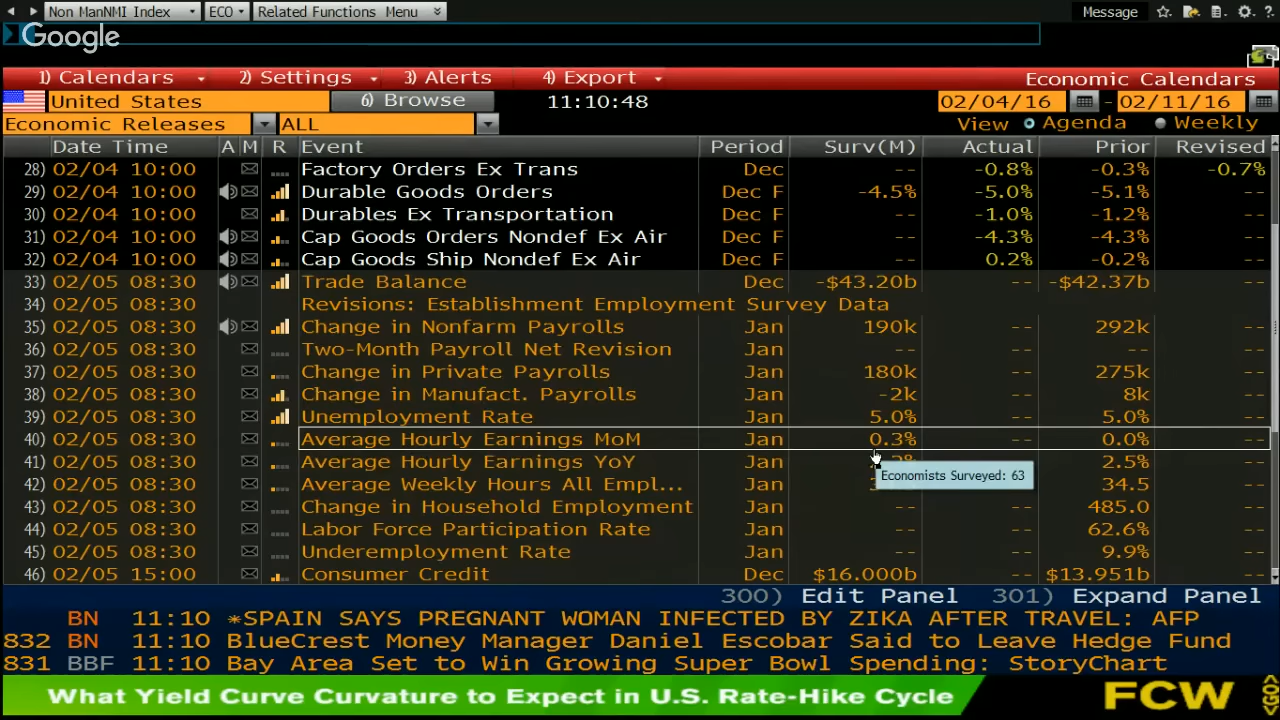 Non ManNMI Index ECO Related Functions Menu Message
Google
1) Calendars 2) Settings 3) Alerts 4) Export Economic Calendars
United States 6) Browse 11:10:48 02/04/16 - 02/11/16
Economic Releases ALL View Agenda Weekly
Date Time A M R Event Period Surv(M) Actual Prior Revised
28) 02/04 10:00 Factory Orders Ex Trans Dec -- -0.8% -0.3% -0.7%
29) 02/04 10:00 Durable Goods Orders Dec F -4.5% -5.0% -5.1% --
30) 02/04 10:00 Durables Ex Transportation Dec F -- -1.0% -1.2% --
31) 02/04 10:00 Cap Goods Orders Nondef Ex Air Dec F -- -4.3% -4.3% --
32) 02/04 10:00 Cap Goods Ship Nondef Ex Air Dec F -- 0.2% -0.2% --
33) 02/05 08:30 Trade Balance Dec -$43.20b -- -$42.37b --
34) 02/05 08:30 Revisions: Establishment Employment Survey Data
35) 02/05 08:30 Change in Nonfarm Payrolls Jan 190k -- 292k --
36) 02/05 08:30 Two-Month Payroll Net Revision Jan -- -- -- --
37) 02/05 08:30 Change in Private Payrolls Jan 180k -- 275k --
38) 02/05 08:30 Change in Manufact. Payrolls Jan -2k -- 8k --
39) 02/05 08:30 Unemployment Rate Jan 5.0% -- 5.0% --
40) 02/05 08:30 Average Hourly Earnings MoM Jan 0.3% -- 0.0% --
41) 02/05 08:30 Average Hourly Earnings YoY Jan -- 2.5% --
Economists Surveyed: 63
42) 02/05 08:30 Average Weekly Hours All Empl... Jan -- 34.5 --
43) 02/05 08:30 Change in Household Employment Jan -- -- 485.0 --
44) 02/05 08:30 Labor Force Participation Rate Jan -- -- 62.6% --
45) 02/05 08:30 Underemployment Rate Jan -- -- 9.9% --
46) 02/05 15:00 Consumer Credit Dec $16.000b -- $13.951b --
300) Edit Panel 301) Expand Panel
BN 11:10 *SPAIN SAYS PREGNANT WOMAN INFECTED BY ZIKA AFTER TRAVEL: AFP
832 BN 11:10 BlueCrest Money Manager Daniel Escobar Said to Leave Hedge Fund
831 BBF 11:10 Bay Area Set to Win Growing Super Bowl Spending: StoryChart
What Yield Curve Curvature to Expect in U.S. Rate-Hike Cycle FCW